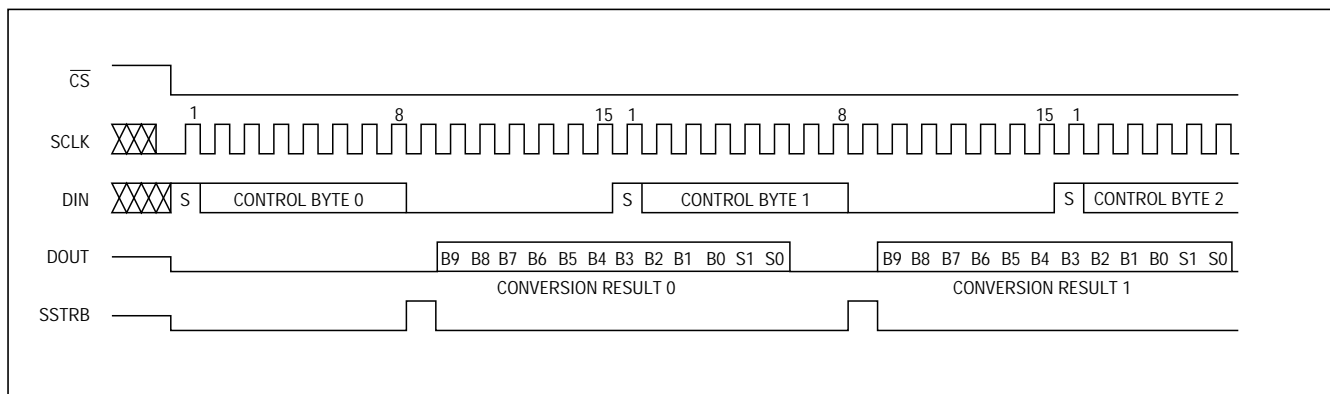 CS
1 8 15 1 8 15 1
SCLK
DIN S CONTROL BYTE 0 S CONTROL BYTE 1 S CONTROL BYTE 2
DOUT B9 B8 B7 B6 B5 B4 B3 B2 B1 B0 S1 S0 B9 B8 B7 B6 B5 B4 B3 B2 B1 B0 S1 S0
CONVERSION RESULT 0 CONVERSION RESULT 1
SSTRB